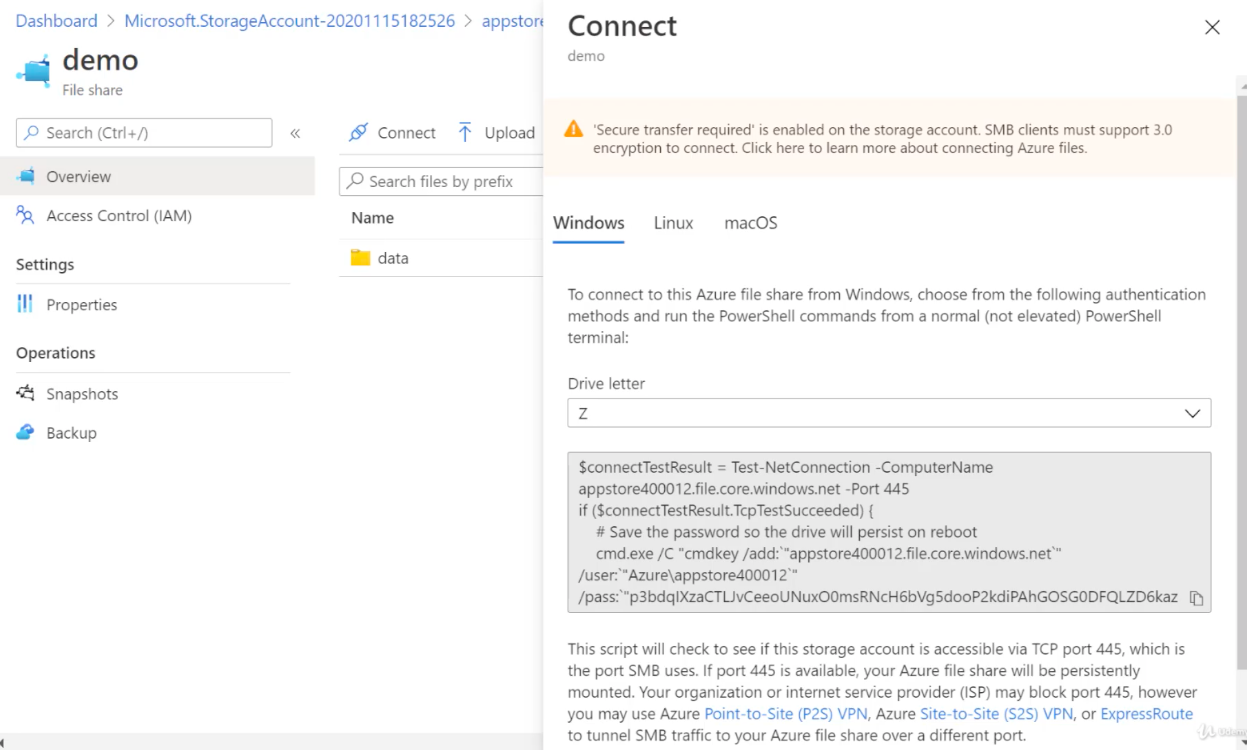 Dashboard > Microsoft.StorageAccount-20201115182526 > appstore
demo
File share
Search (Ctrl+/)
«
Overview
Access Control (IAM)
Settings
Properties
Operations
Snapshots
Backup
Connect
Upload
Search files by prefix
Name
data
Connect
demo
'Secure transfer required' is enabled on the storage account. SMB clients must support 3.0
encryption to connect. Click here to learn more about connecting Azure files.
Windows Linux macOS
To connect to this Azure file share from Windows, choose from the following authentication
methods and run the PowerShell commands from a normal (not elevated) PowerShell
terminal:
Drive letter
Z
$connectTestResult = Test-NetConnection -ComputerName
appstore400012.file.core.windows.net -Port 445
if ($connectTestResult.TcpTestSucceeded) {
# Save the password so the drive will persist on reboot
cmd.exe /C "cmdkey /add:`"appstore400012.file.core.windows.net`"
/user:`"Azure\appstore400012`"
/pass:`"p3bdqIXzaCTLJvCeeoUNuxO0msRNcH6bVg5dooP2kdiPAhGOSG0DFQLZD6kaz
This script will check to see if this storage account is accessible via TCP port 445, which is
the port SMB uses. If port 445 is available, your Azure file share will be persistently
mounted. Your organization or internet service provider (ISP) may block port 445, however
you may use Azure Point-to-Site (P2S) VPN, Azure Site-to-Site (S2S) VPN, or ExpressRoute
to tunnel SMB traffic to your Azure file share over a different port.